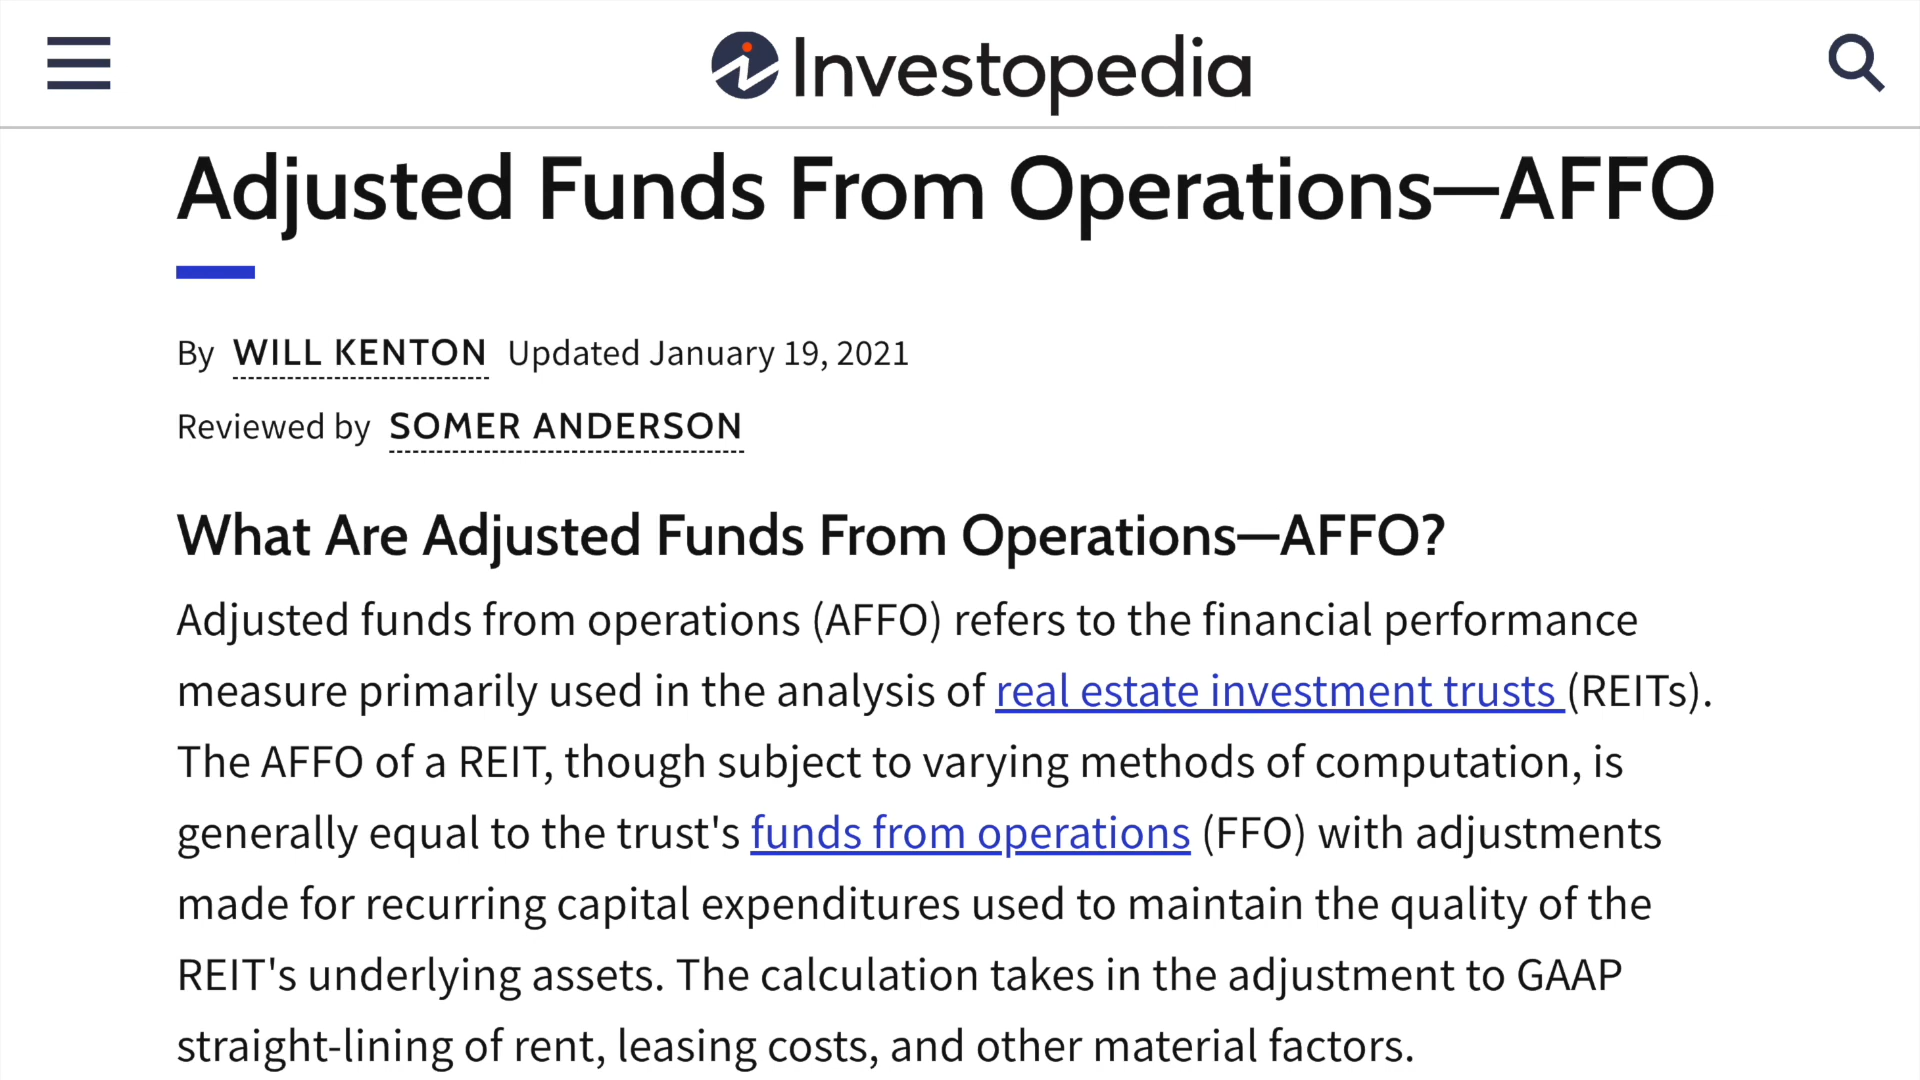 Investopedia
Adjusted Funds From Operations—AFFO
By WILL KENTON Updated January 19, 2021
Reviewed by SOMER ANDERSON
What Are Adjusted Funds From Operations—AFFO?
Adjusted funds from operations (AFFO) refers to the financial performance
measure primarily used in the analysis of real estate investment trusts (REITs).
The AFFO of a REIT, though subject to varying methods of computation, is
generally equal to the trust's funds from operations (FFO) with adjustments
made for recurring capital expenditures used to maintain the quality of the
REIT's underlying assets. The calculation takes in the adjustment to GAAP
straight-lining of rent, leasing costs, and other material factors.